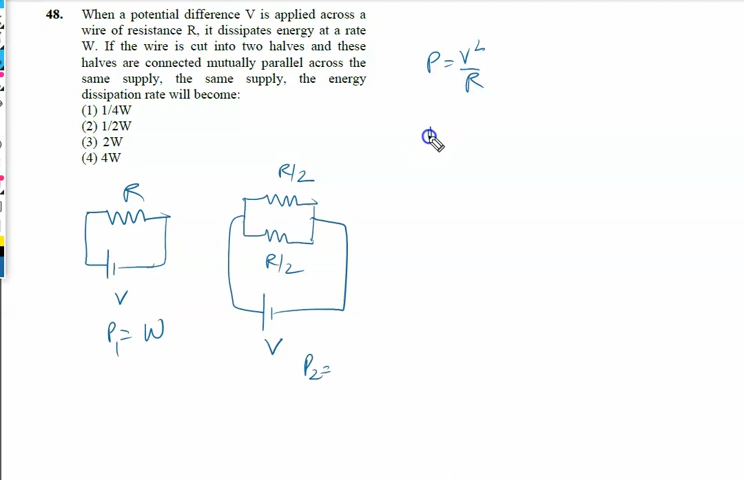 48. When a potential difference V is applied across a
wire of resistance R, it dissipates energy at a rate
W. If the wire is cut into two halves and these
halves are connected mutually parallel across the
same supply, the same supply, the energy
dissipation rate will become:
(1) 1/4W
(2) 1/2W
(3) 2W
(4) 4W
P = V²/R
R
V
P₁ = W
R/2
R/2
V
P₂ =